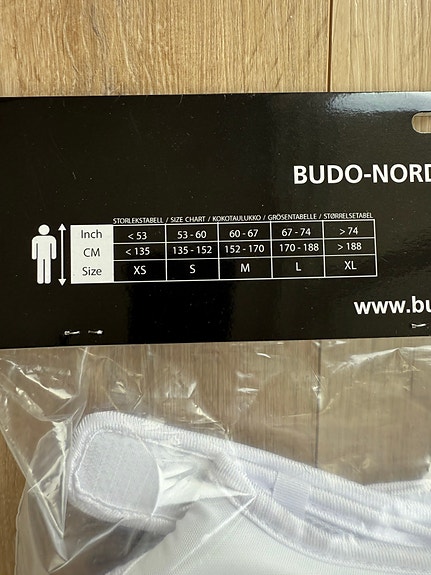 BUDO-NORD
STORLEKSTABELL / SIZE CHART / KOKOTAULUKKO / GRÖSENTABELLE / STØRRELSETABEL
Inch < 53 53 - 60 60 - 67 67 - 74 > 74
CM < 135 135 - 152 152 - 170 170 - 188 > 188
Size XS S M L XL
www.bu